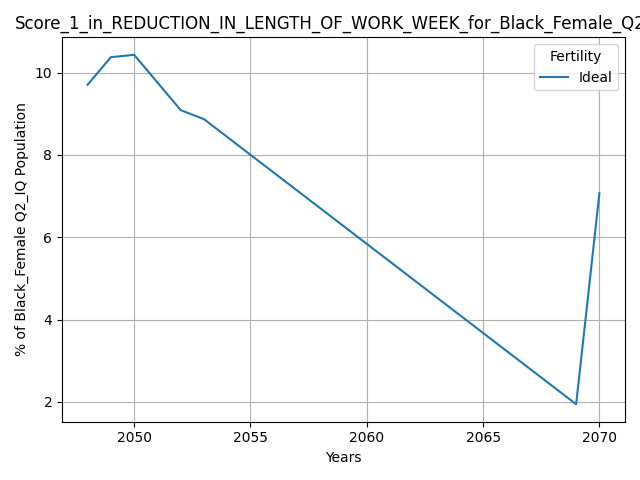 Score_1_in_REDUCTION_IN_LENGTH_OF_WORK_WEEK_for_Black_Female_Q2
Fertility
Ideal
% of Black_Female Q2_IQ Population
10
8
6
4
2
2050 2055 2060 2065 2070
Years